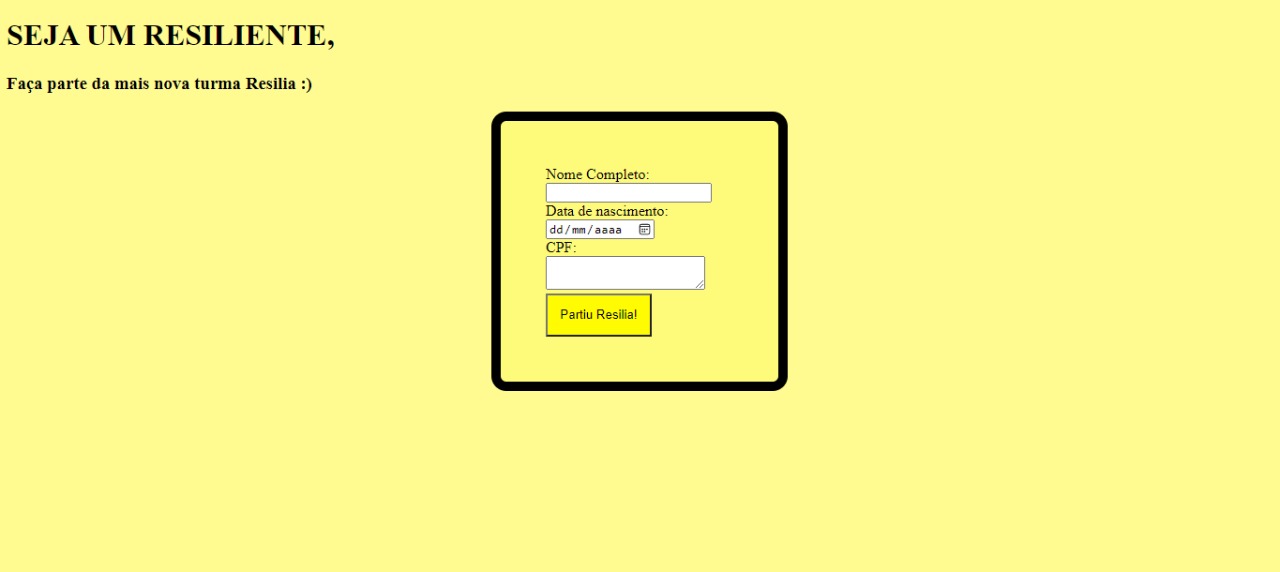 SEJA UM RESILIENTE,
Faça parte da mais nova turma Resilia :)
Nome Completo:
Data de nascimento:
dd/mm/aaaa
CPF:
Partiu Resilia!